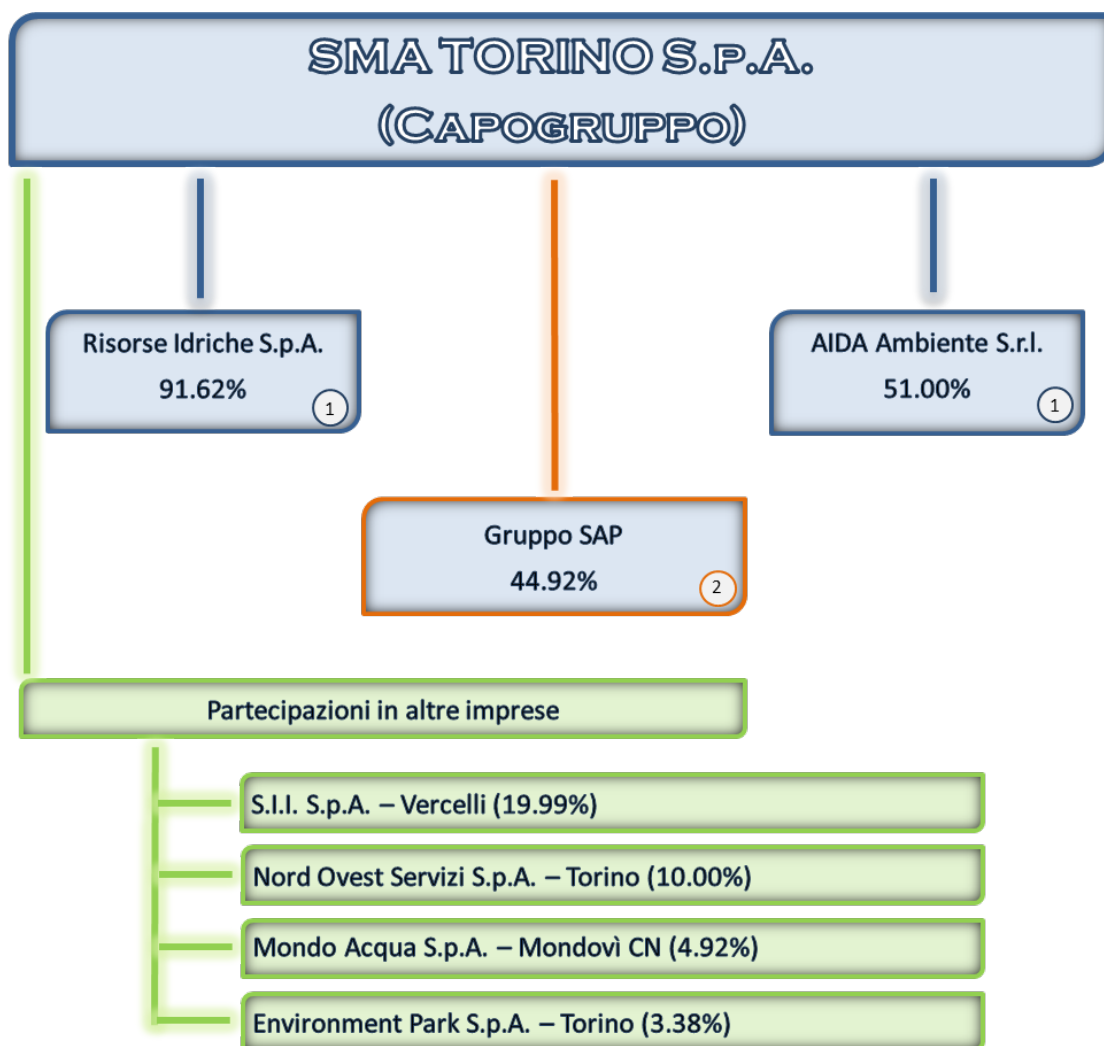 SMA TORINO S.P.A.
(CAPOGRUPPO)
Risorse Idriche S.p.A.
91.62%
1
AIDA Ambiente S.r.l.
51.00%
1
Gruppo SAP
44.92%
2
Partecipazioni in altre imprese
S.I.I. S.p.A. – Vercelli (19.99%)
Nord Ovest Servizi S.p.A. – Torino (10.00%)
Mondo Acqua S.p.A. – Mondovì CN (4.92%)
Environment Park S.p.A. – Torino (3.38%)